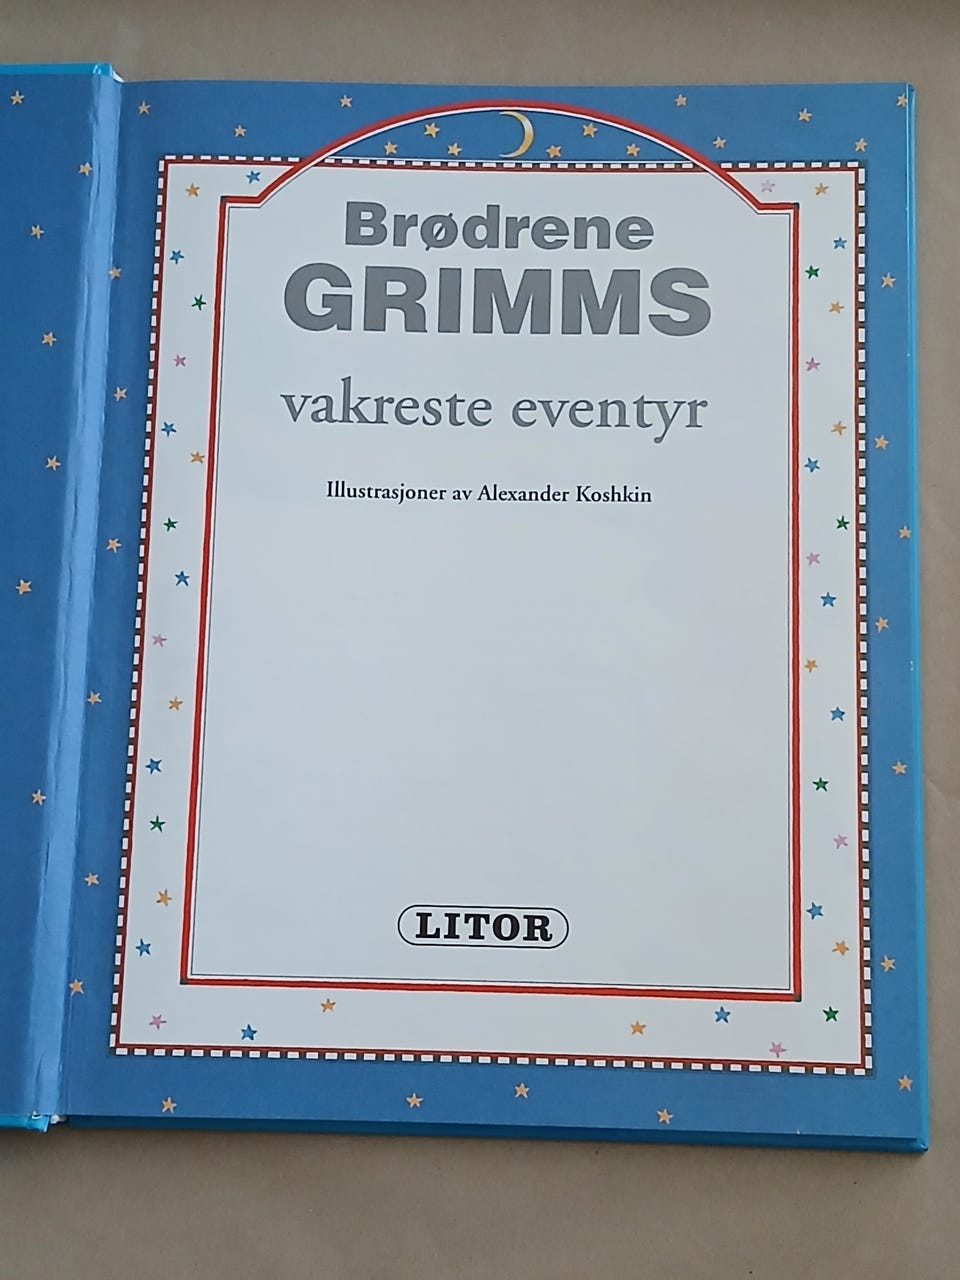 Brødrene
GRIMMS
vakreste eventyr
Illustrasjoner av Alexander Koshkin
LITOR